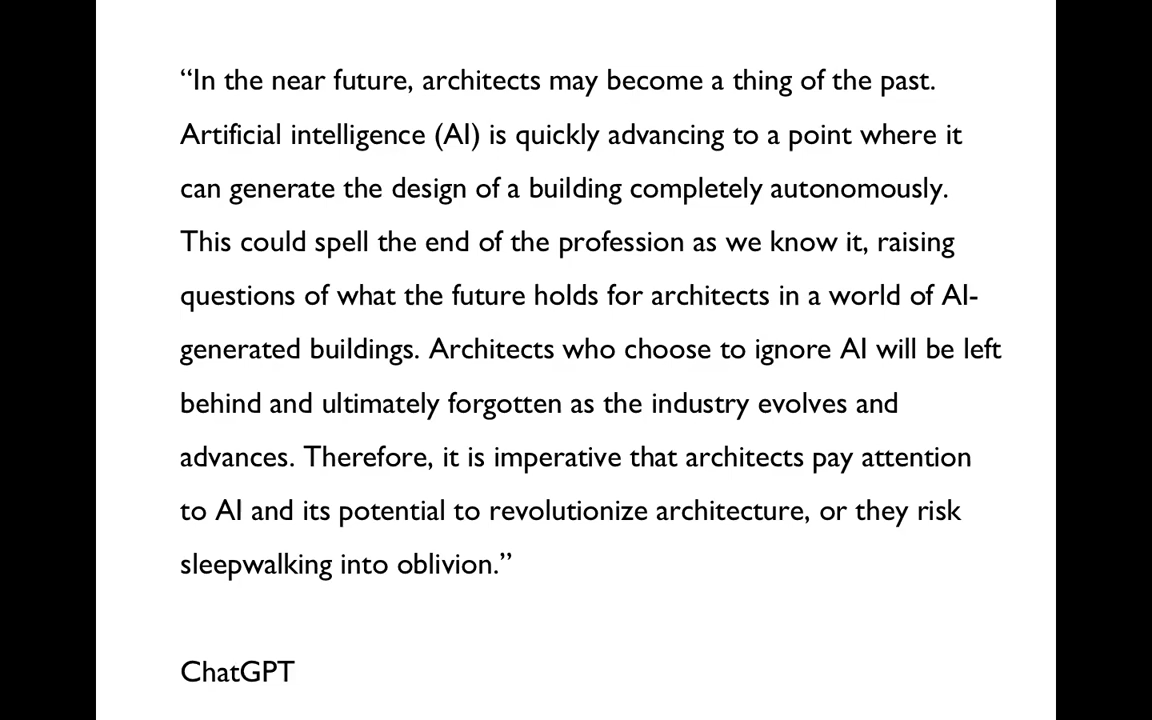 “In the near future, architects may become a thing of the past.
Artificial intelligence (AI) is quickly advancing to a point where it
can generate the design of a building completely autonomously.
This could spell the end of the profession as we know it, raising
questions of what the future holds for architects in a world of AI-
generated buildings. Architects who choose to ignore AI will be left
behind and ultimately forgotten as the industry evolves and
advances. Therefore, it is imperative that architects pay attention
to AI and its potential to revolutionize architecture, or they risk
sleepwalking into oblivion.”
ChatGPT